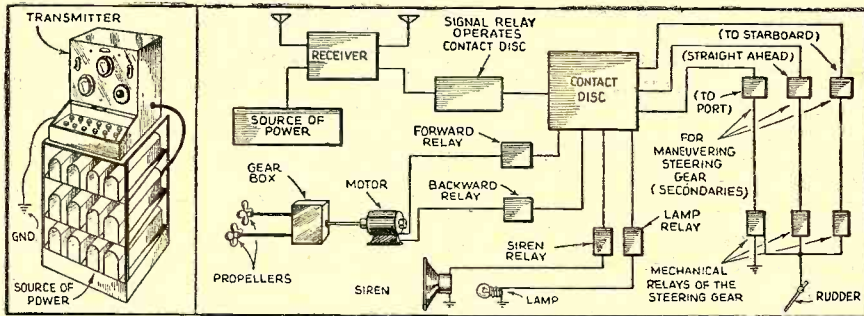 TRANSMITTER
GND.
SOURCE OF
POWER
RECEIVER
SOURCE OF POWER
SIGNAL RELAY
OPERATES
CONTACT DISC
CONTACT
DISC
(TO STARBOARD)
(STRAIGHT AHEAD)
(TO
PORT)
FOR
MANEUVERING
STEERING
GEAR
(SECONDARIES)
FORWARD
RELAY
BACKWARD
RELAY
GEAR
BOX
MOTOR
PROPELLERS
SIREN
RELAY
LAMP
RELAY
SIREN
LAMP
MECHANICAL
RELAYS OF THE
STEERING GEAR
RUDDER